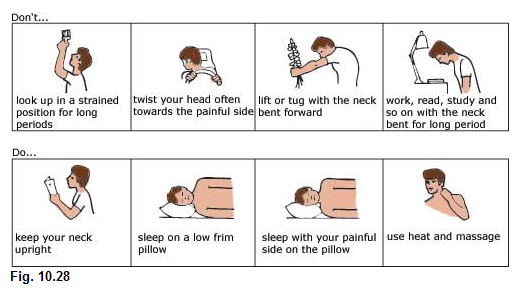 Don't...
look up in a strained
position for long
periods
twist your head often
towards the painful side
lift or tug with the neck
bent forward
work, read, study and
so on with the neck
bent for long period
Do...
keep your neck
upright
sleep on a low frim
pillow
sleep with your painful
side on the pillow
use heat and massage
Fig. 10.28